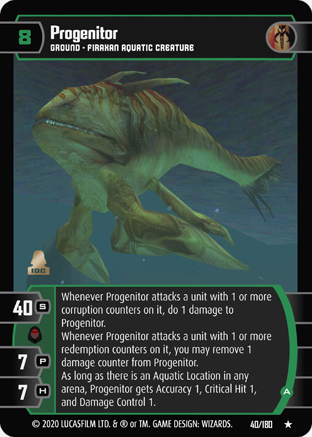 8 Progenitor
GROUND - PIRAKAN AQUATIC CREATURE
IDC
40 S
7 P
7 H
Whenever Progenitor attacks a unit with 1 or more
corruption counters on it, do 1 damage to
Progenitor.
Whenever Progenitor attacks a unit with 1 or more
redemption counters on it, you may remove 1
damage counter from Progenitor.
As long as there is an Aquatic Location in any
arena, Progenitor gets Accuracy 1, Critical Hit 1,
and Damage Control 1.
A
© 2020 LUCASFILM LTD. & ® or TM. GAME DESIGN: WIZARDS. 40/180 ★